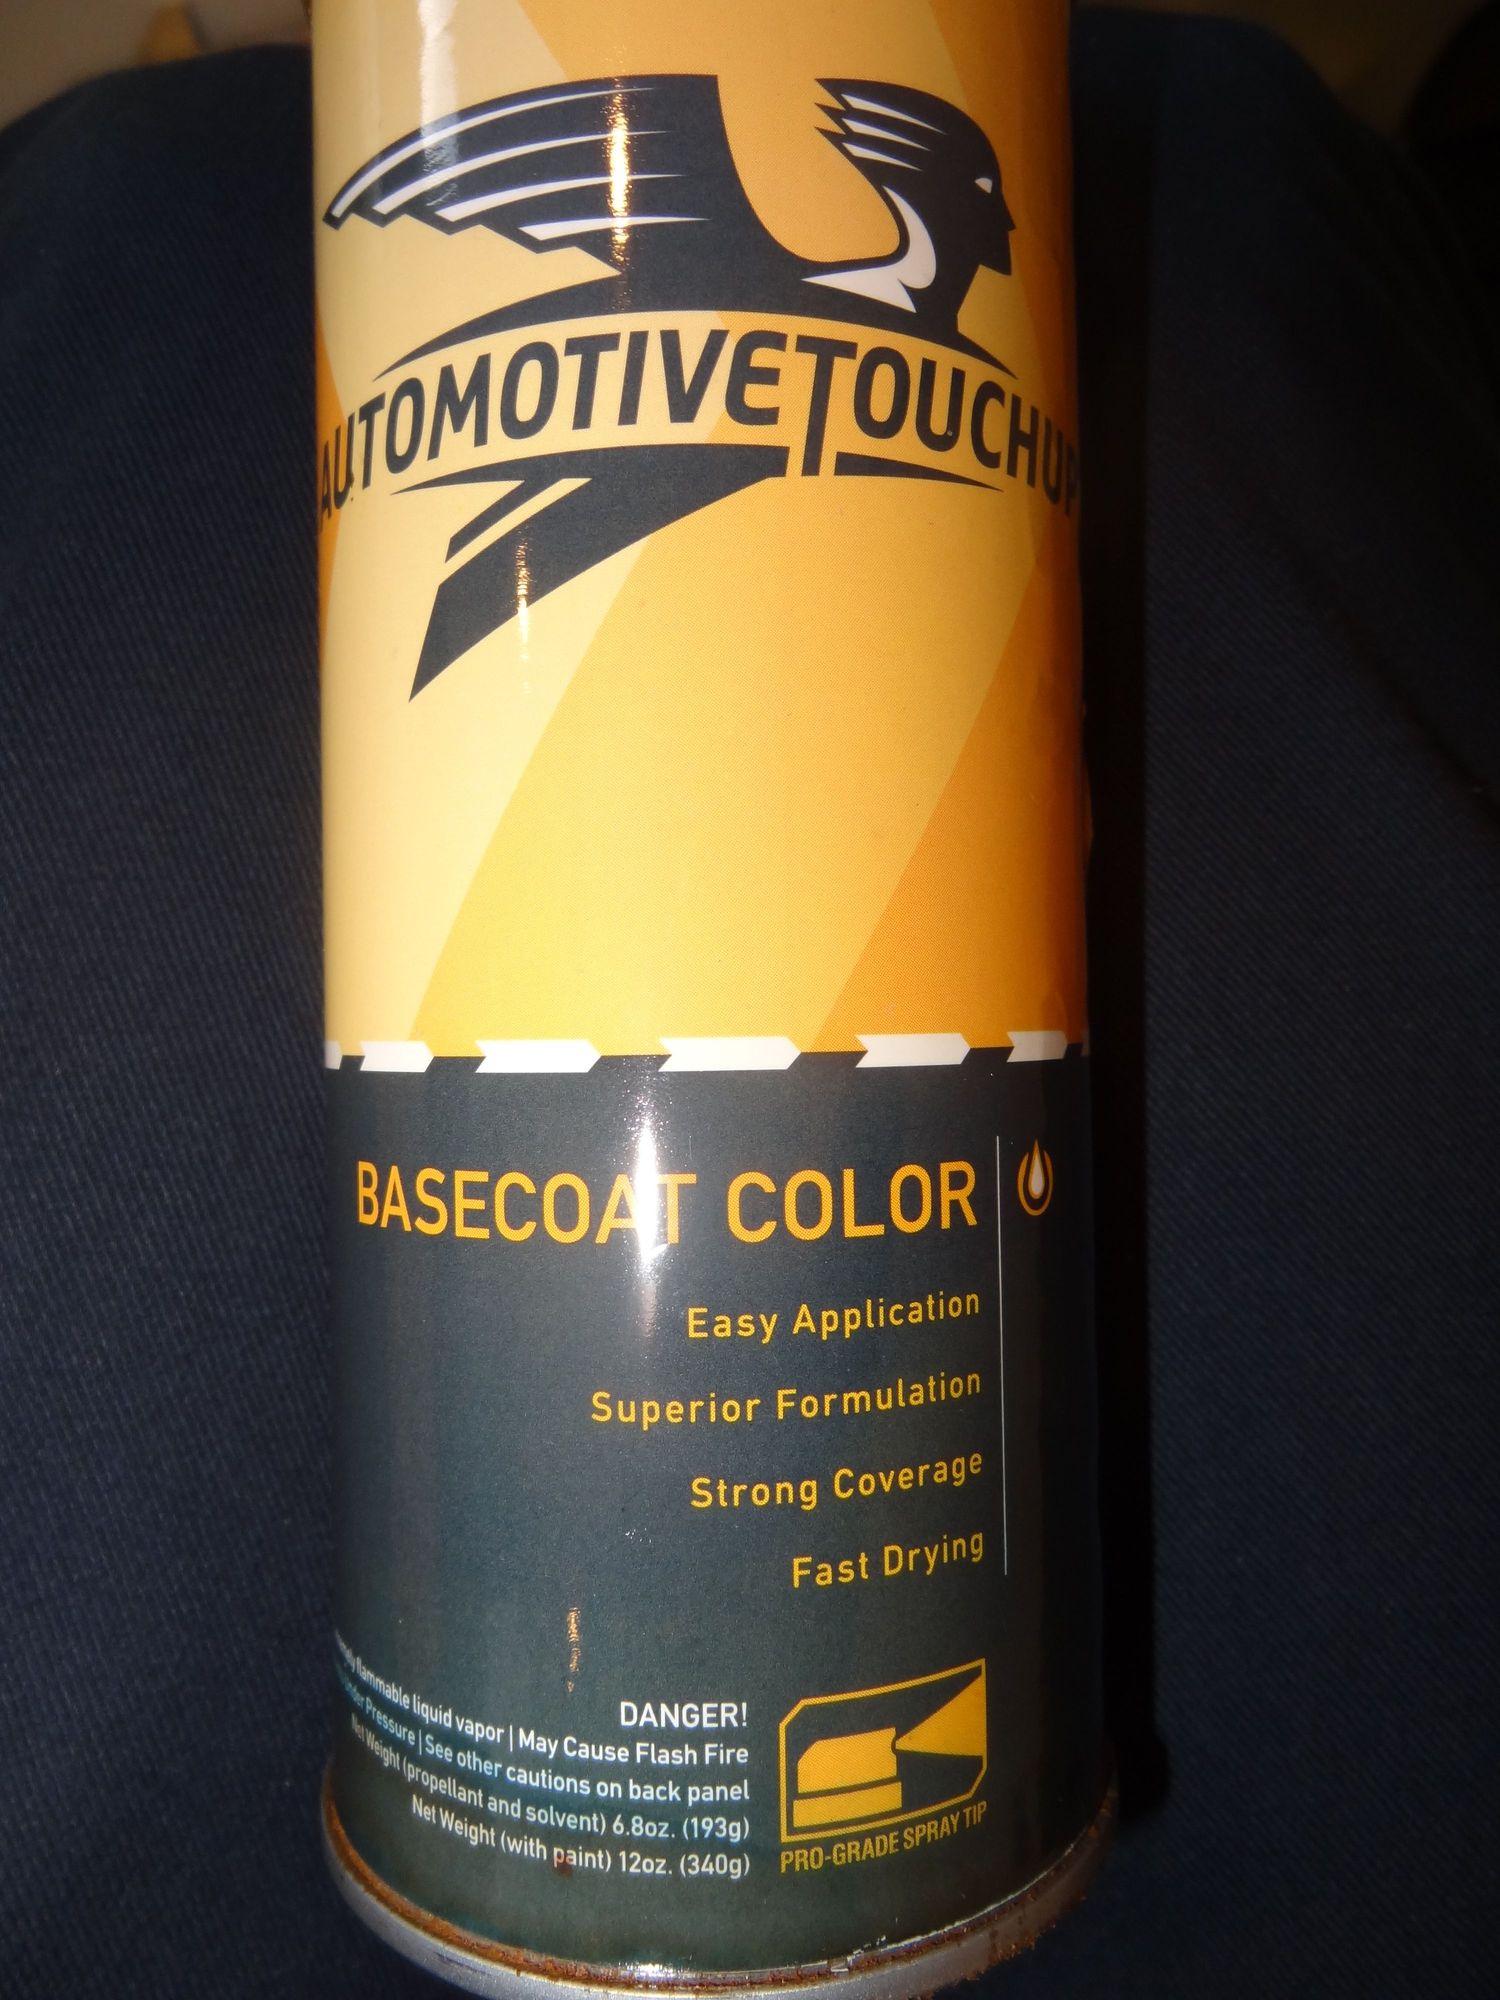 AUTOMOTIVETOUCHUP
BASECOAT COLOR
Easy Application
Superior Formulation
Strong Coverage
Fast Drying
DANGER!
flammable liquid vapor | May Cause Flash Fire
Under Pressure | See other cautions on back panel
Net Weight (propellant and solvent) 6.8oz. (193g)
Net Weight (with paint) 12oz. (340g)
PRO-GRADE SPRAY TIP